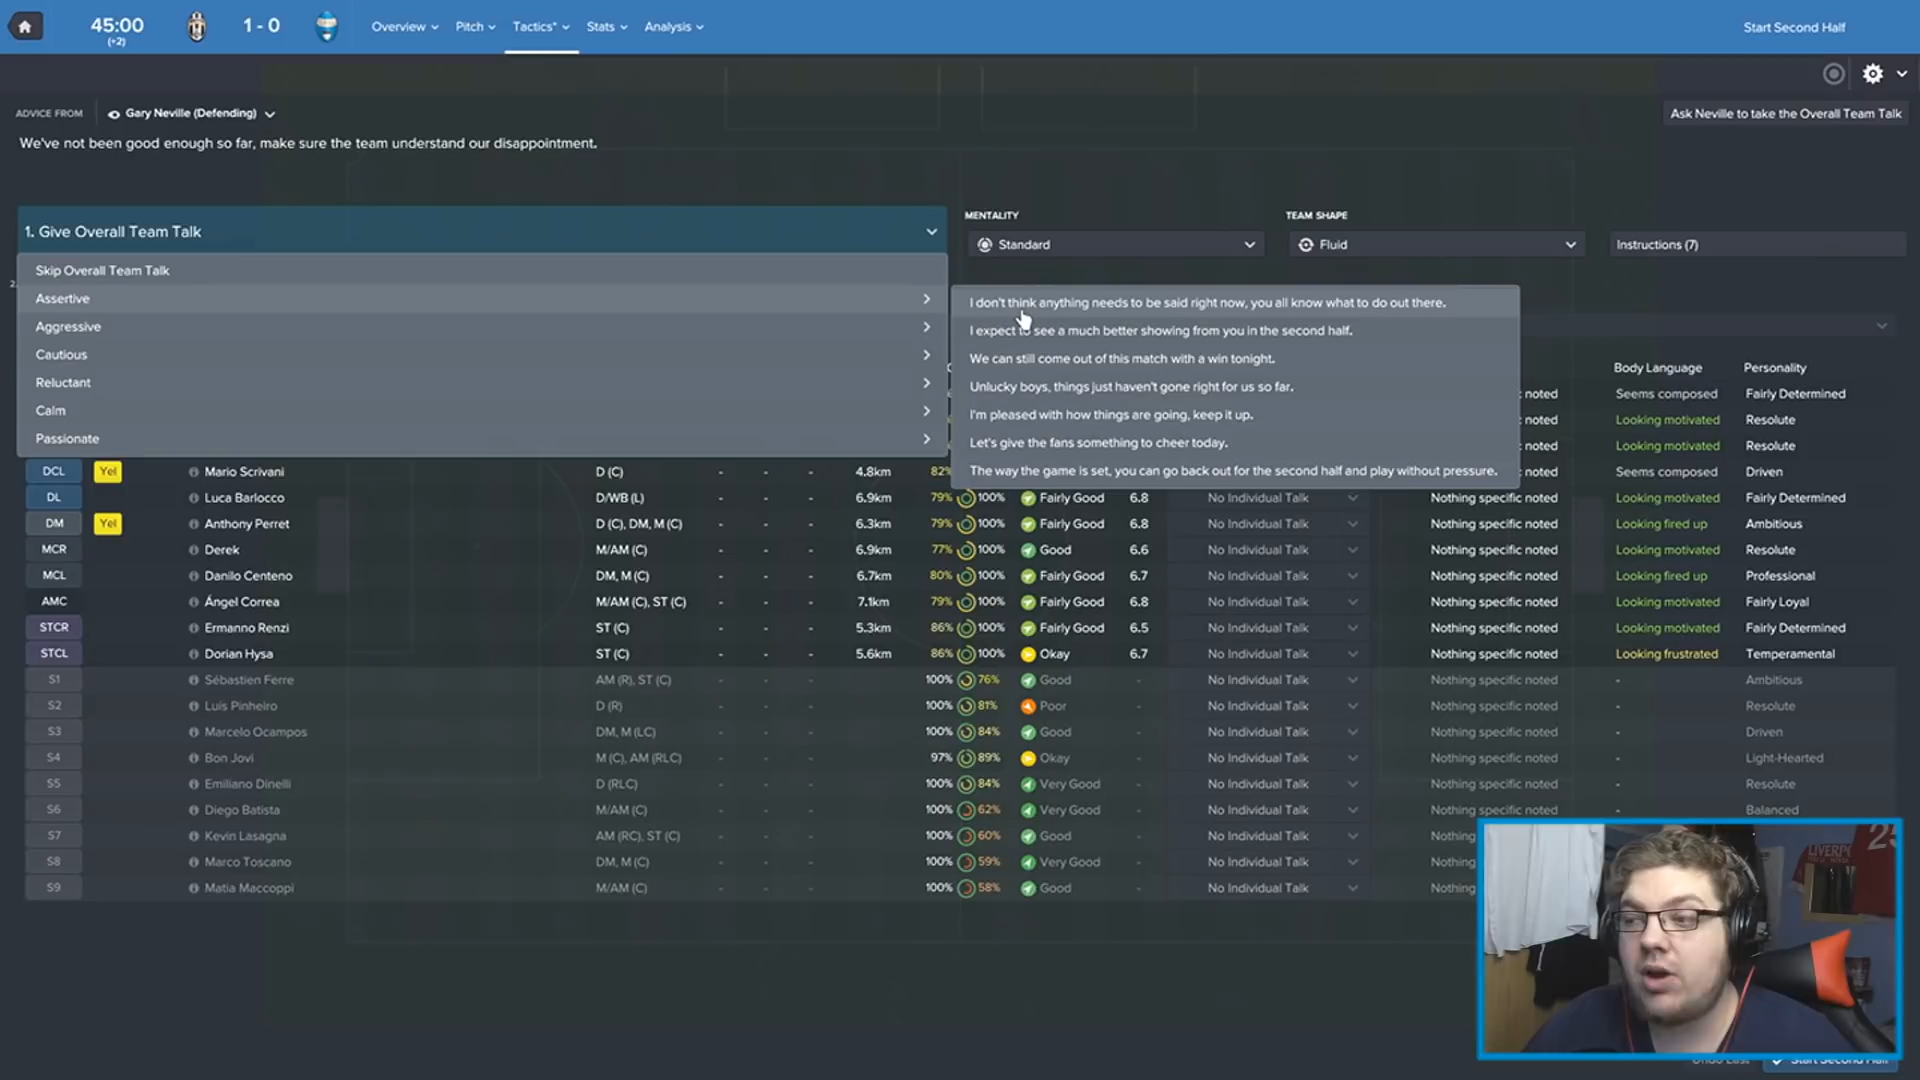 45:00
(+2)
1 - 0
Overview
Pitch
Tactics*
Stats
Analysis
Start Second Half
ADVICE FROM
Gary Neville (Defending)
Ask Neville to take the Overall Team Talk
We've not been good enough so far, make sure the team understand our disappointment.
MENTALITY
TEAM SHAPE
1. Give Overall Team Talk
Standard
Fluid
Instructions (7)
Skip Overall Team Talk
2.
Assertive
Aggressive
Cautious
Reluctant
Calm
Passionate
I don't think anything needs to be said right now, you all know what to do out there.
I expect to see a much better showing from you in the second half.
We can still come out of this match with a win tonight.
Unlucky boys, things just haven't gone right for us so far.
I'm pleased with how things are going, keep it up.
Let's give the fans something to cheer today.
The way the game is set, you can go back out for the second half and play without pressure.
Body Language Personality
noted Seems composed Fairly Determined
noted Looking motivated Resolute
noted Looking motivated Resolute
DCL Yel Mario Scrivani D (C) - - - 4.8km 82% noted Seems composed Driven
DL Luca Barlocco D/WB (L) - - - 6.9km 79% 100% Fairly Good 6.8 No Individual Talk Nothing specific noted Looking motivated Fairly Determined
DM Yel Anthony Perret D (C), DM, M (C) - - - 6.3km 79% 100% Fairly Good 6.8 No Individual Talk Nothing specific noted Looking fired up Ambitious
MCR Derek M/AM (C) - - - 6.9km 77% 100% Good 6.6 No Individual Talk Nothing specific noted Looking motivated Resolute
MCL Danilo Centeno DM, M (C) - - - 6.7km 80% 100% Fairly Good 6.7 No Individual Talk Nothing specific noted Looking fired up Professional
AMC Ángel Correa M/AM (C), ST (C) - - - 7.1km 79% 100% Fairly Good 6.8 No Individual Talk Nothing specific noted Looking motivated Fairly Loyal
STCR Ermanno Renzi ST (C) - - - 5.3km 86% 100% Fairly Good 6.5 No Individual Talk Nothing specific noted Looking motivated Fairly Determined
STCL Dorian Hysa ST (C) - - - 5.6km 86% 100% Okay 6.7 No Individual Talk Nothing specific noted Looking frustrated Temperamental
S1 Sébastien Ferre AM (R), ST (C) - - - 100% 76% Good - No Individual Talk Nothing specific noted - Ambitious
S2 Luis Pinheiro D (R) - - - 100% 81% Poor - No Individual Talk Nothing specific noted - Resolute
S3 Marcelo Ocampos DM, M (LC) - - - 100% 84% Good - No Individual Talk Nothing specific noted - Driven
S4 Bon Jovi M (C), AM (RLC) - - - 97% 89% Okay - No Individual Talk Nothing specific noted - Light-Hearted
S5 Emiliano Dinelli D (RLC) - - - 100% 84% Very Good - No Individual Talk Nothing specific noted - Resolute
S6 Diego Batista M/AM (C) - - - 100% 62% Very Good - No Individual Talk Nothing specific noted - Balanced
S7 Kevin Lasagna AM (RC), ST (C) - - - 100% 60% Good - No Individual Talk Nothing
S8 Marco Toscano DM, M (C) - - - 100% 59% Very Good - No Individual Talk Nothing
S9 Matia Maccoppi M/AM (C) - - - 100% 58% Good - No Individual Talk Nothing
LIVERPO
25
Undo Last
Start Second Half